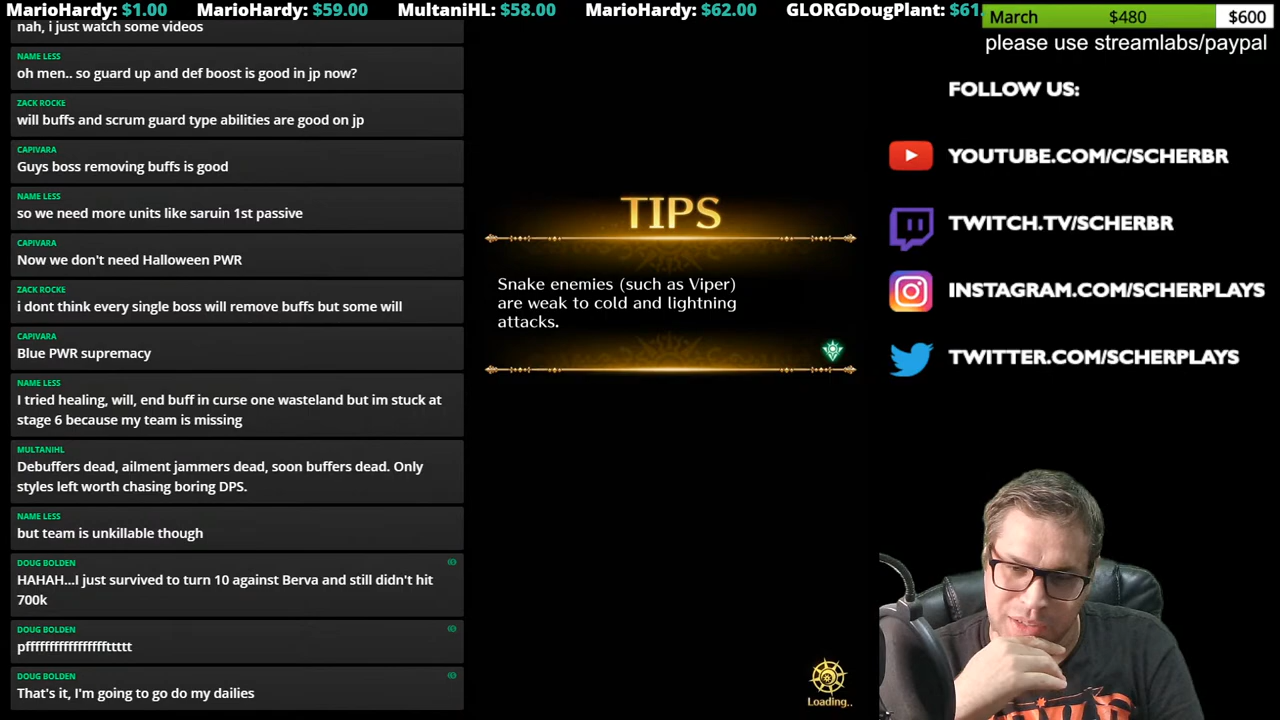 MarioHardy: $1.00 MarioHardy: $59.00 MultaniHL: $58.00 MarioHardy: $62.00 GLORGDougPlant: $61.
March $480 $600
please use streamlabs/paypal
nah, i just watch some videos
NAME LESS
oh men.. so guard up and def boost is good in jp now?
ZACK ROCKE
will buffs and scrum guard type abilities are good on jp
CAPIVARA
Guys boss removing buffs is good
NAME LESS
so we need more units like saruin 1st passive
CAPIVARA
Now we don't need Halloween PWR
ZACK ROCKE
i dont think every single boss will remove buffs but some will
CAPIVARA
Blue PWR supremacy
NAME LESS
I tried healing, will, end buff in curse one wasteland but im stuck at
stage 6 because my team is missing
MULTANIHL
Debuffers dead, ailment jammers dead, soon buffers dead. Only
styles left worth chasing boring DPS.
NAME LESS
but team is unkillable though
DOUG BOLDEN
HAHAH...I just survived to turn 10 against Berva and still didn't hit
700k
DOUG BOLDEN
pfffffffffffffffffttttt
DOUG BOLDEN
That's it, I'm going to go do my dailies
TIPS
Snake enemies (such as Viper)
are weak to cold and lightning
attacks.
Loading..
FOLLOW US:
YOUTUBE.COM/C/SCHERBR
TWITCH.TV/SCHERBR
INSTAGRAM.COM/SCHERPLAYS
TWITTER.COM/SCHERPLAYS